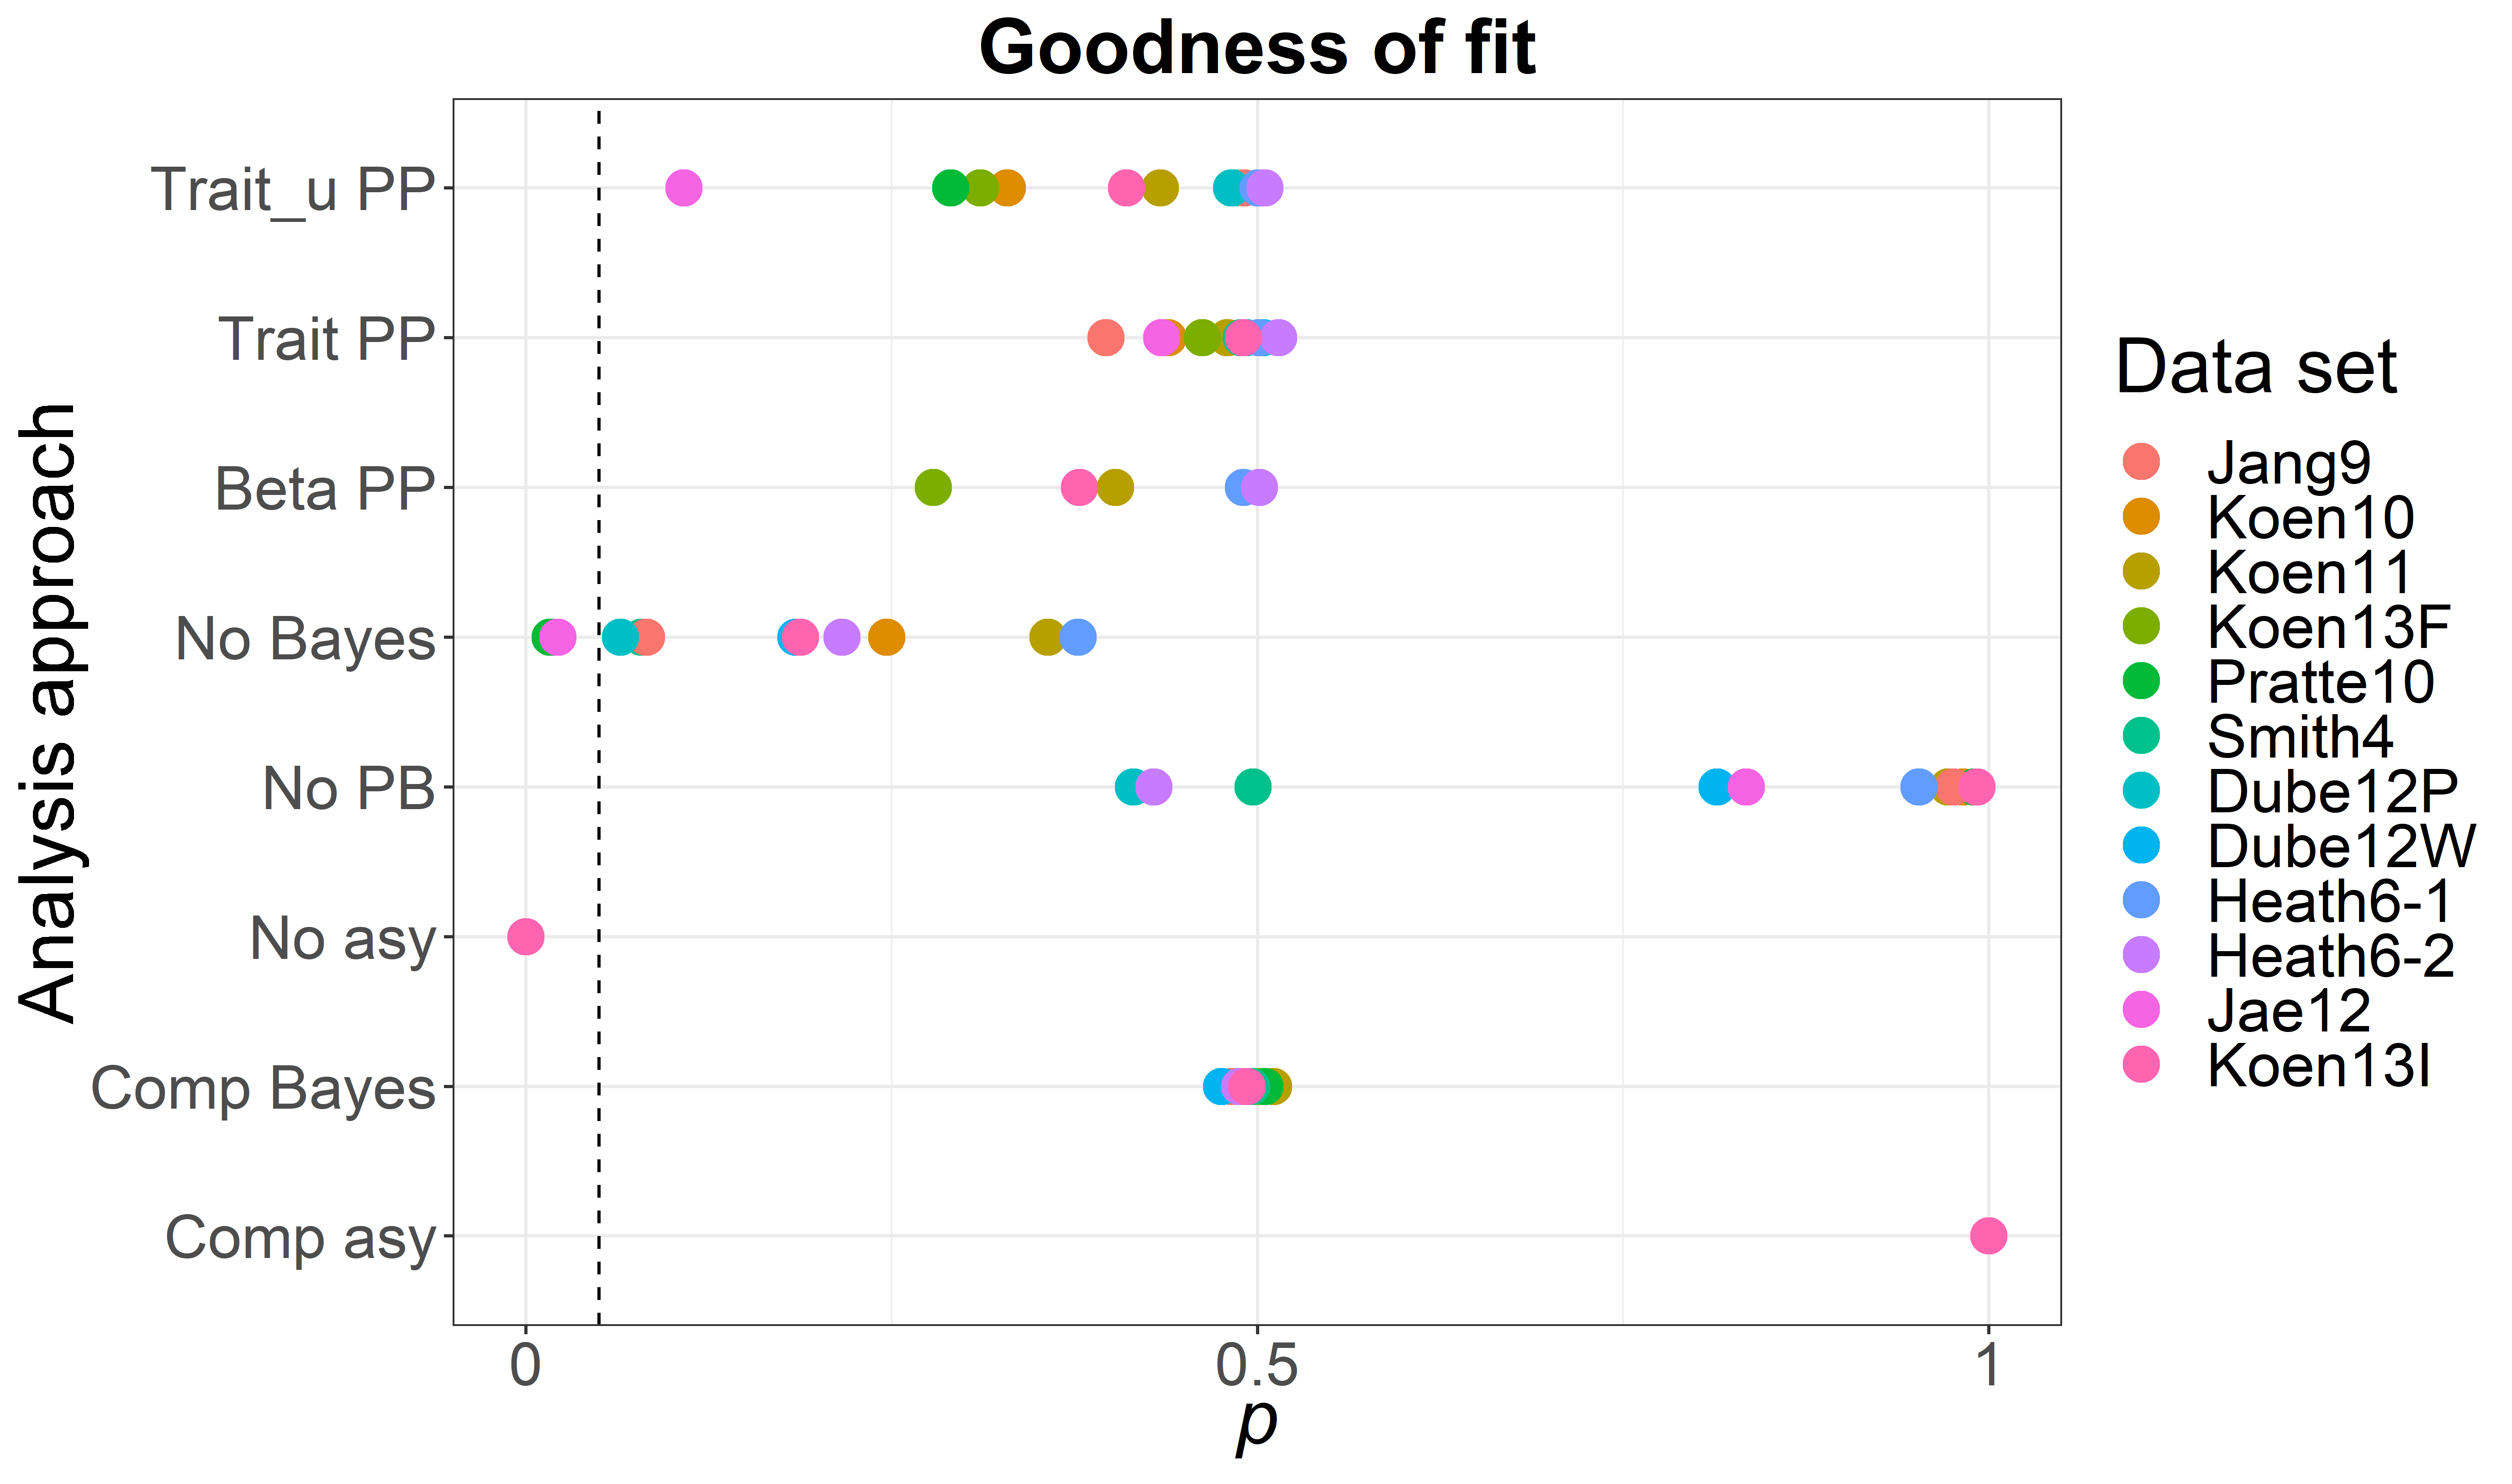 Goodness of fit
Analysis approach
Trait_u PP
Trait PP
Beta PP
No Bayes
No PB
No asy
Comp Bayes
Comp asy
0
0.5
1
p
Data set
Jang9
Koen10
Koen11
Koen13F
Pratte10
Smith4
Dube12P
Dube12W
Heath6-1
Heath6-2
Jae12
Koen13I